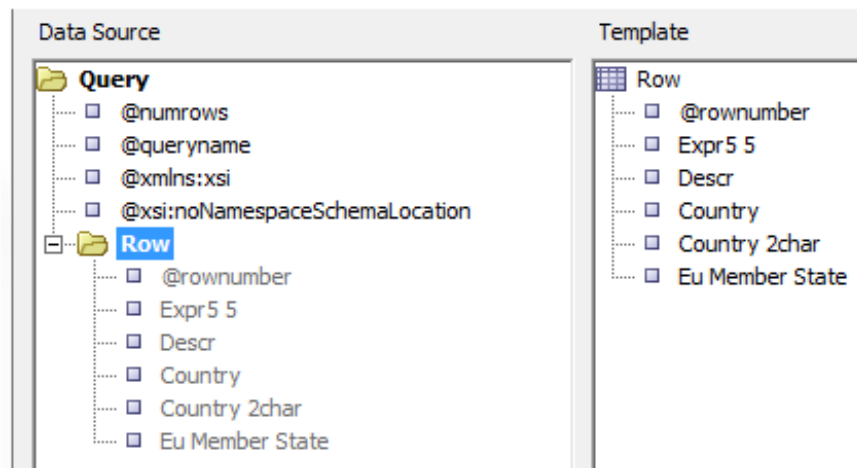 Data Source
Query
@numrows
@queryname
@xmlns:xsi
@xsi:noNamespaceSchemaLocation
Row
@rownumber
Expr5 5
Descr
Country
Country 2char
Eu Member State
Template
Row
@rownumber
Expr5 5
Descr
Country
Country 2char
Eu Member State